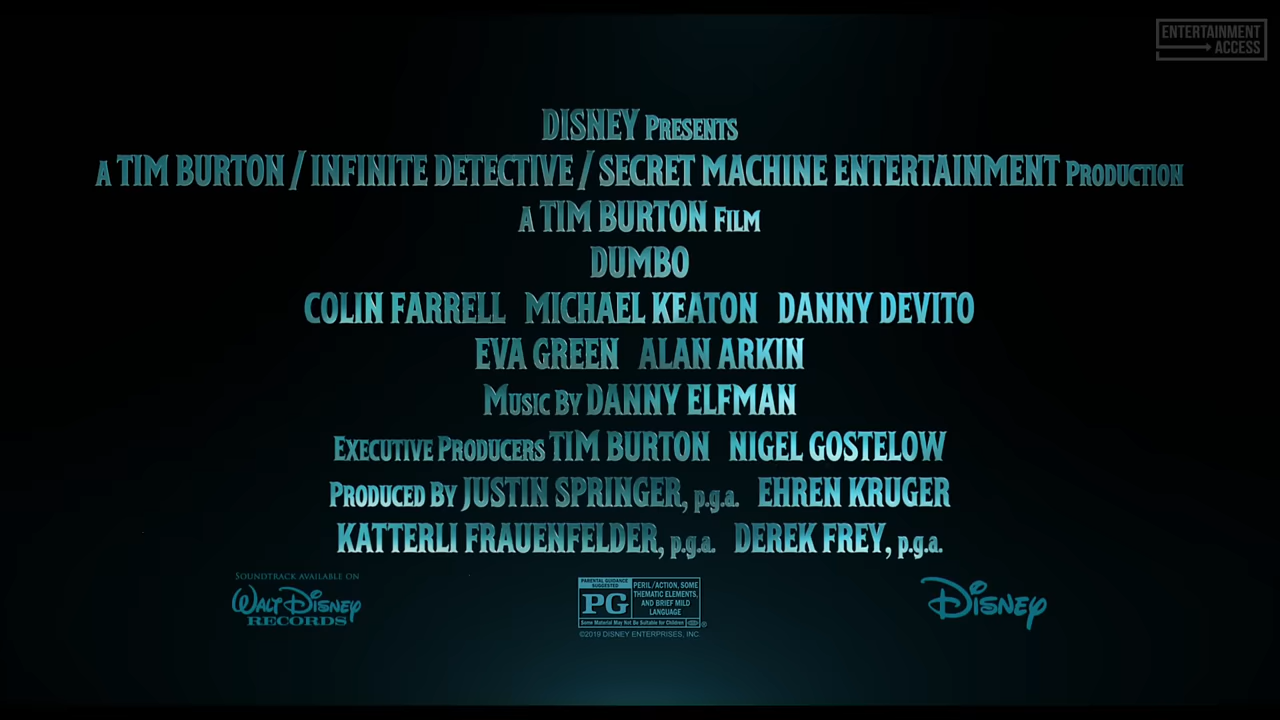 ENTERTAINMENT
ACCESS
DISNEY PRESENTS
A TIM BURTON / INFINITE DETECTIVE / SECRET MACHINE ENTERTAINMENT PRODUCTION
A TIM BURTON FILM
DUMBO
COLIN FARRELL MICHAEL KEATON DANNY DEVITO
EVA GREEN ALAN ARKIN
MUSIC BY DANNY ELFMAN
EXECUTIVE PRODUCERS TIM BURTON NIGEL GOSTELOW
PRODUCED BY JUSTIN SPRINGER, p.g.a. EHREN KRUGER
KATTERLI FRAUENFELDER, p.g.a. DEREK FREY, p.g.a.
SOUNDTRACK AVAILABLE ON
WALT DISNEY
RECORDS
PARENTAL GUIDANCE SUGGESTED
PG
PERIL/ACTION, SOME
THEMATIC ELEMENTS,
AND BRIEF MILD
LANGUAGE
Some Material May Not Be Suitable for Children
©2019 DISNEY ENTERPRISES, INC.
DISNEY